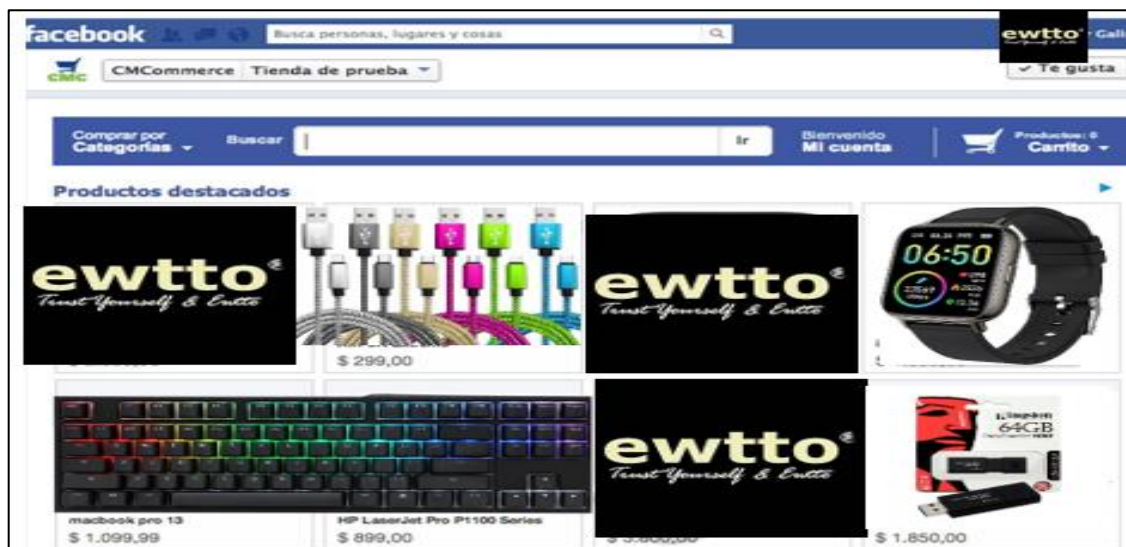 facebook
Busca personas, lugares y cosas
ewtto
CMC
CMCommerce Tienda de prueba
✓ Te gusta
Comprar por
Categorías
Buscar
Ir
Bienvenido
Mi cuenta
Productos: 0
Carrito
Productos destacados
ewtto®
Trust Yourself & Ewtto
ewtto®
Trust Yourself & Ewtto
06:50
$ 299,00
ewtto®
Trust Yourself & Ewtto
Kingston
64GB
macbook pro 13
HP LaserJet Pro P1100 Series
$ 1.099,99
$ 899,00
$ 1.850,00